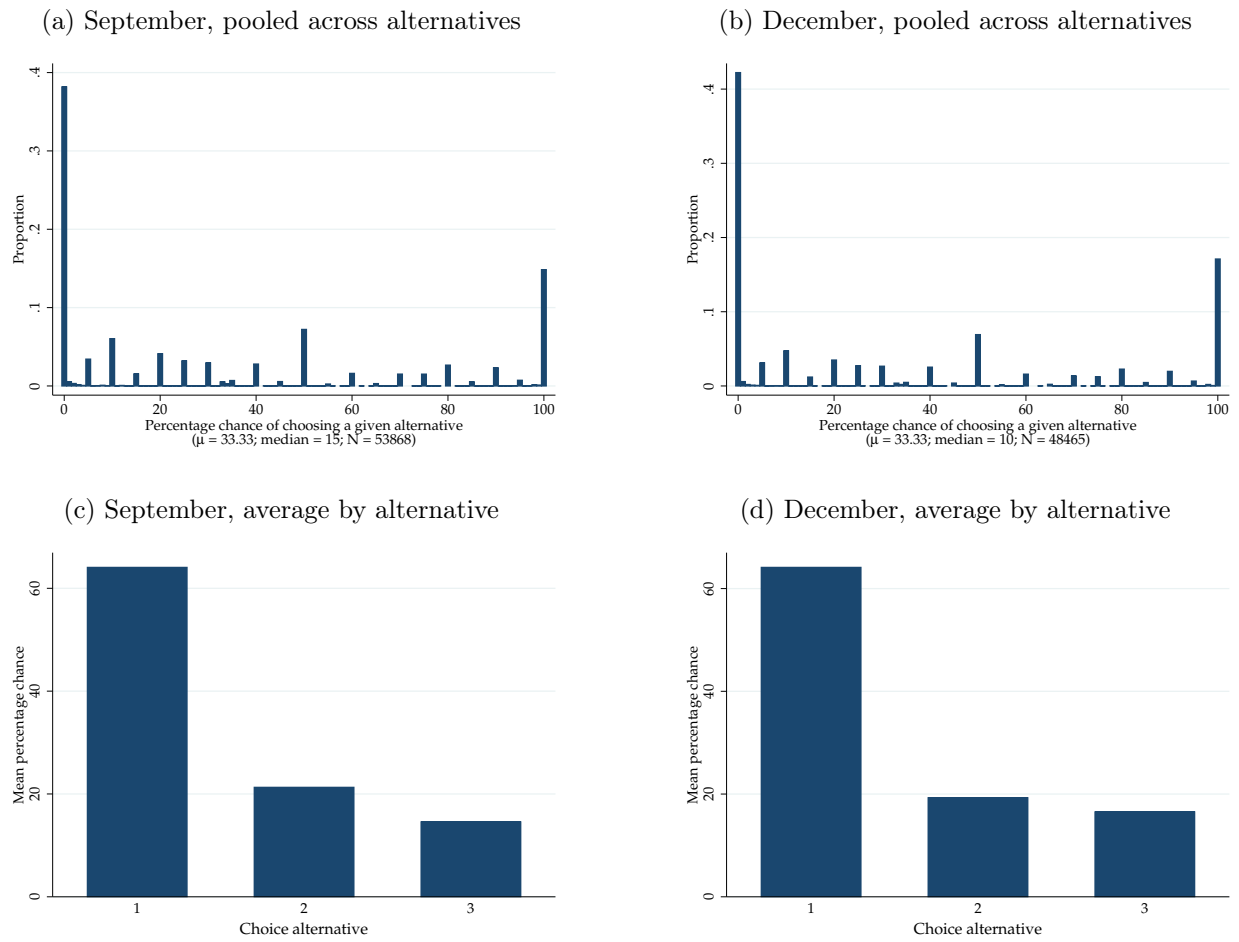 (a) September, pooled across alternatives
Proportion
.4
.3
.2
.1
0
0 20 40 60 80 100
Percentage chance of choosing a given alternative
(μ = 33.33; median = 15; N = 53868)
(b) December, pooled across alternatives
Proportion
.4
.3
.2
.1
0
0 20 40 60 80 100
Percentage chance of choosing a given alternative
(μ = 33.33; median = 10; N = 48465)
(c) September, average by alternative
Mean percentage chance
60
40
20
0
1 2 3
Choice alternative
(d) December, average by alternative
Mean percentage chance
60
40
20
0
1 2 3
Choice alternative